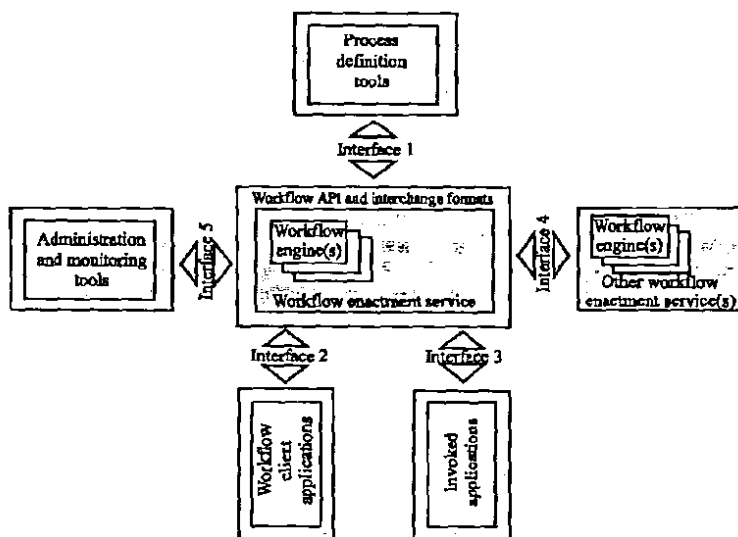 Process
definition
tools
Interface 1
Workflow API and interchange formats
Workflow
engine(s)
Workflow enactment service
Administration
and monitoring
tools
Interface 5
Interface 4
Workflow
engine(s)
Other workflow
enactment service(s)
Interface 2
Interface 3
Workflow
client
applications
Invoked
applications